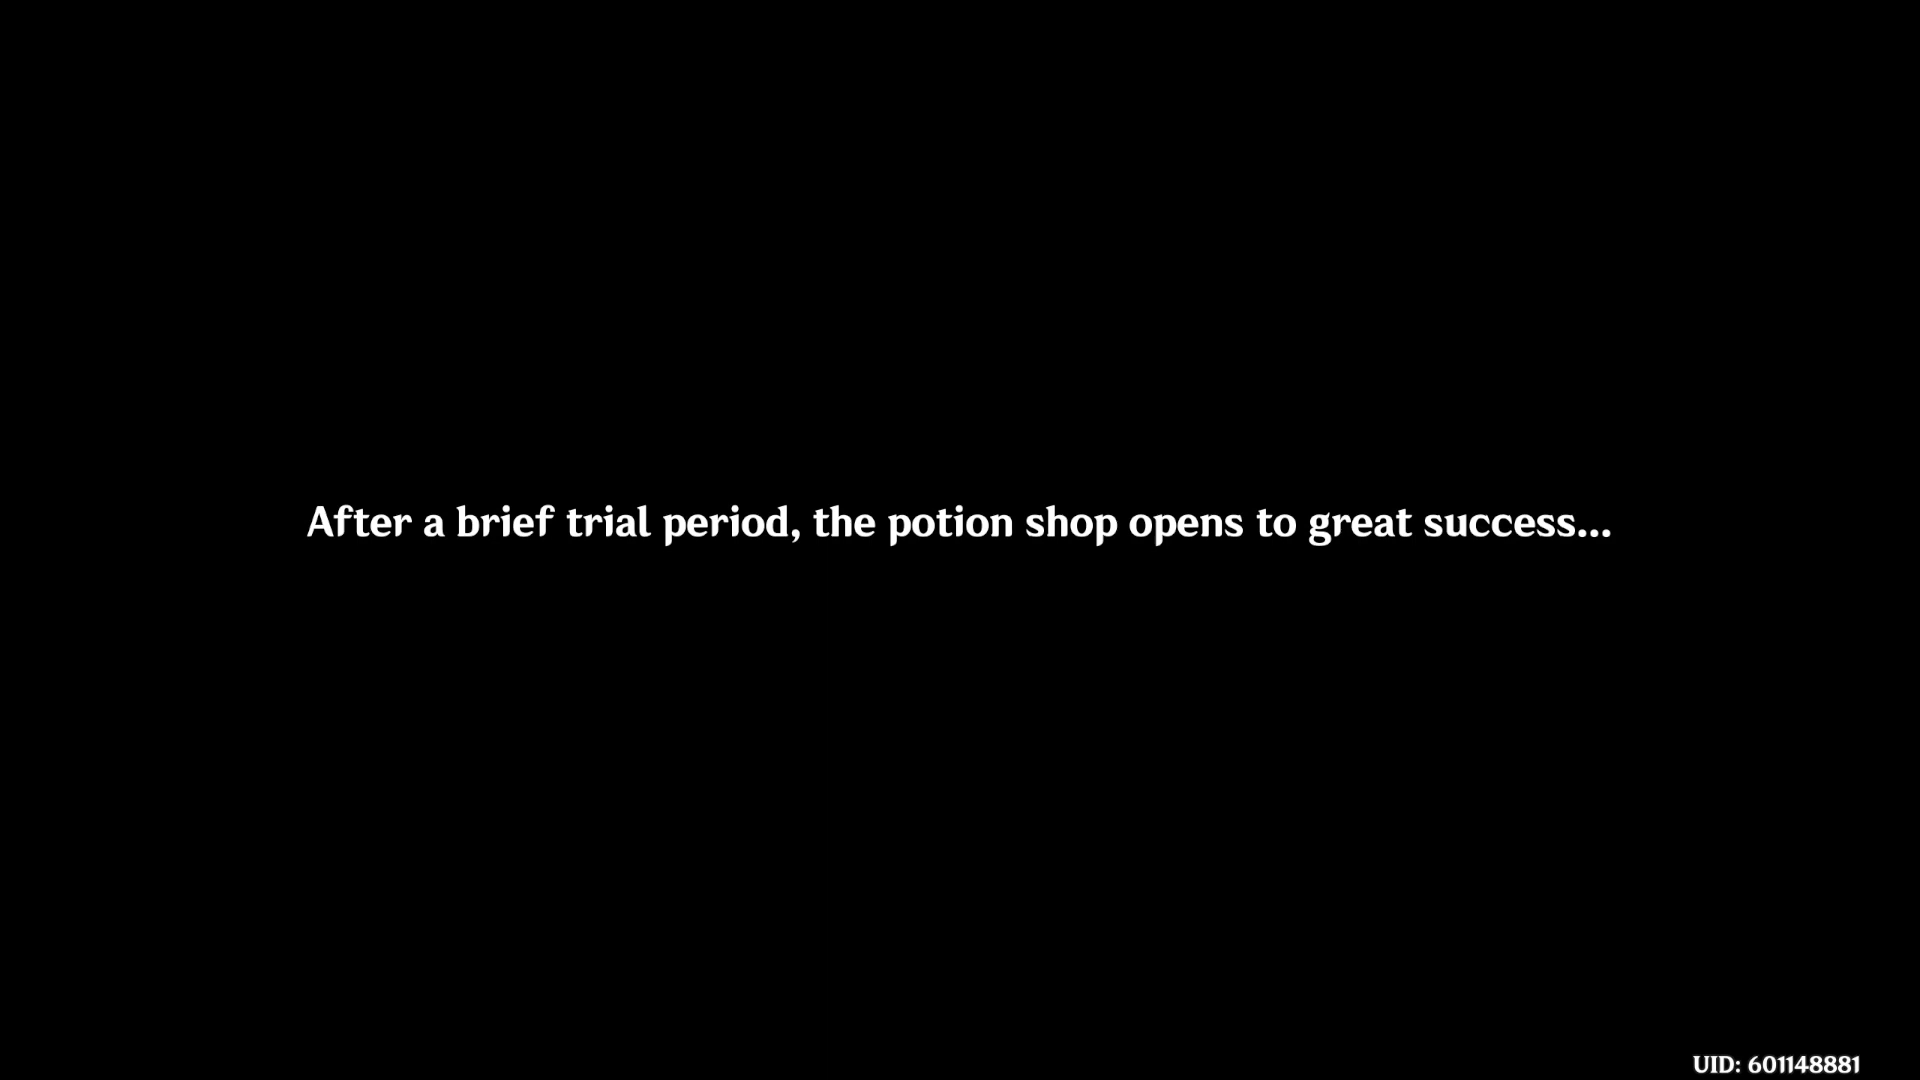 After a brief trial period, the potion shop opens to great success...
UID: 601148881